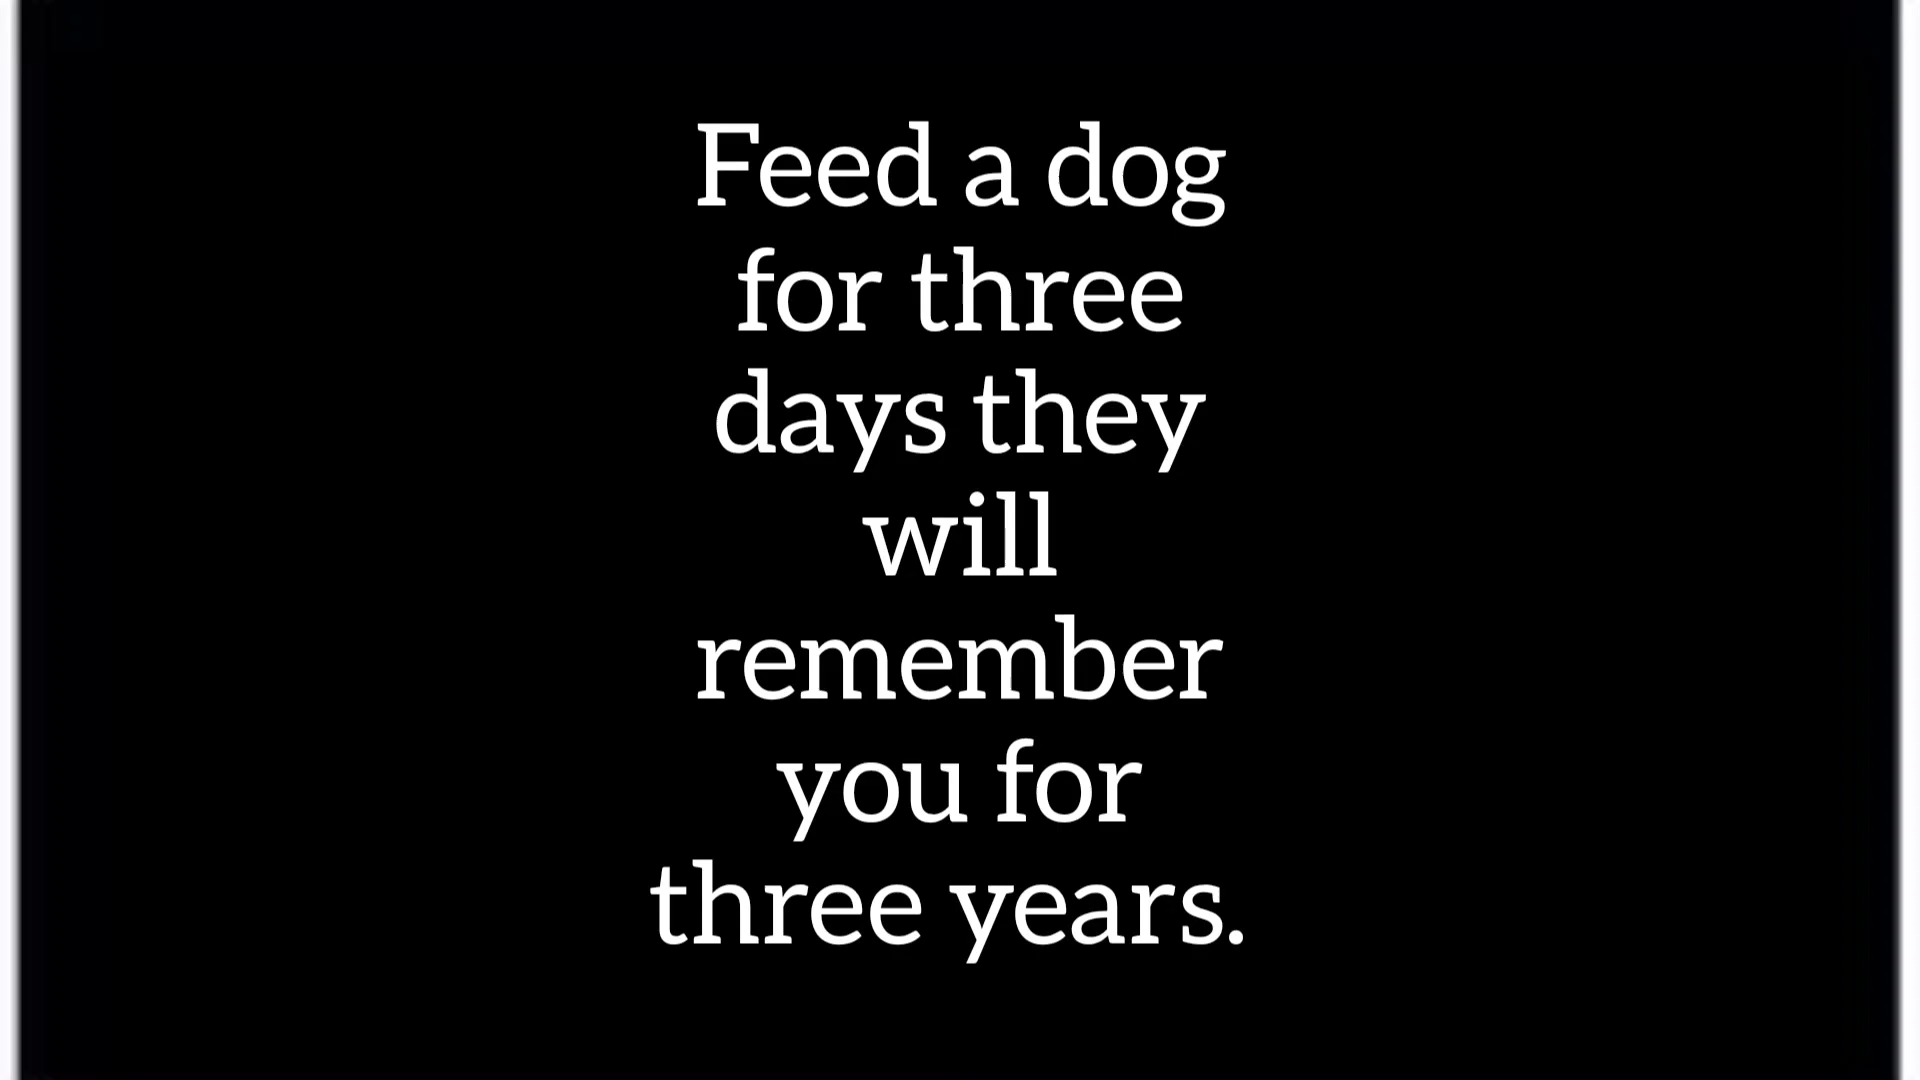 Feed a dog
for three
days they
will
remember
you for
three years.